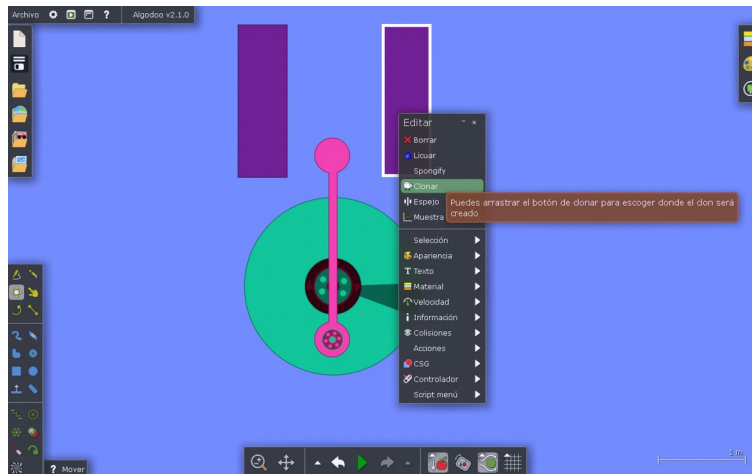 Archivo ? Algodoo v2.1.0
Editar - ×
Borrar
Licuar
Spongify
Clonar
Espejo
Muestra
Puedes arrastrar el botón de clonar para escoger donde el don será
creado
Selección
Apariencia
T Texto
Material
Velocidad
i Información
Colisiones
Acciones
CSG
Controlador
Script menú
? Mover
1 m